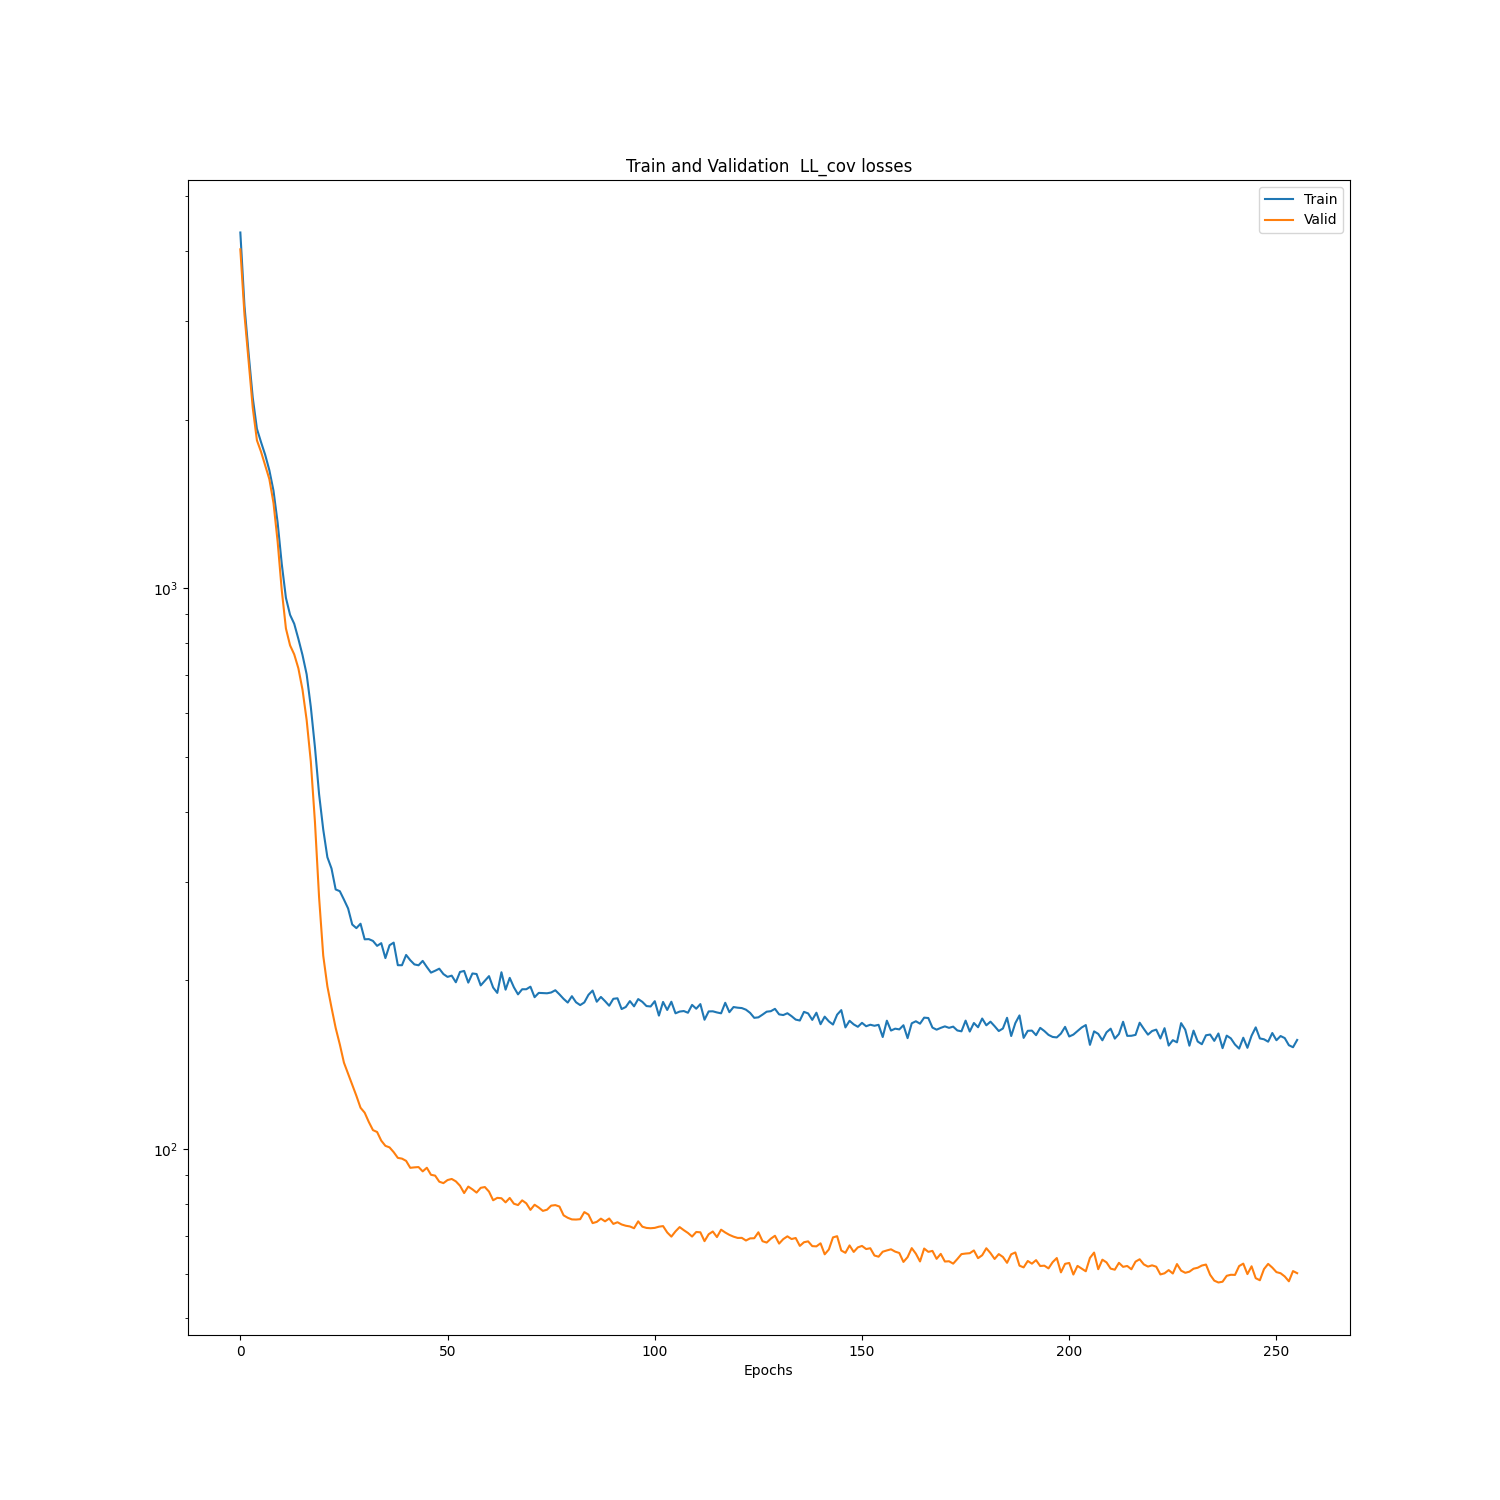 Train and Validation  LL_cov losses
Train
Valid
10³
10²
0 50 100 150 200 250
Epochs